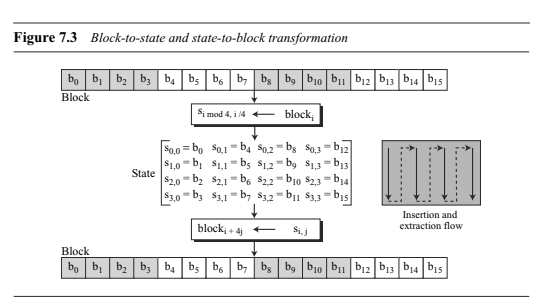 Figure 7.3 Block-to-state and state-to-block transformation
b0 b1 b2 b3 b4 b5 b6 b7 b8 b9 b10 b11 b12 b13 b14 b15
Block
si mod 4, i /4 ← blocki
s0,0 = b0 s0,1 = b4 s0,2 = b8 s0,3 = b12
s1,0 = b1 s1,1 = b5 s1,2 = b9 s1,3 = b13
State
s2,0 = b2 s2,1 = b6 s2,2 = b10 s2,3 = b14
s3,0 = b3 s3,1 = b7 s3,2 = b11 s3,3 = b15
Insertion and
extraction flow
blocki + 4j ← si, j
Block
b0 b1 b2 b3 b4 b5 b6 b7 b8 b9 b10 b11 b12 b13 b14 b15